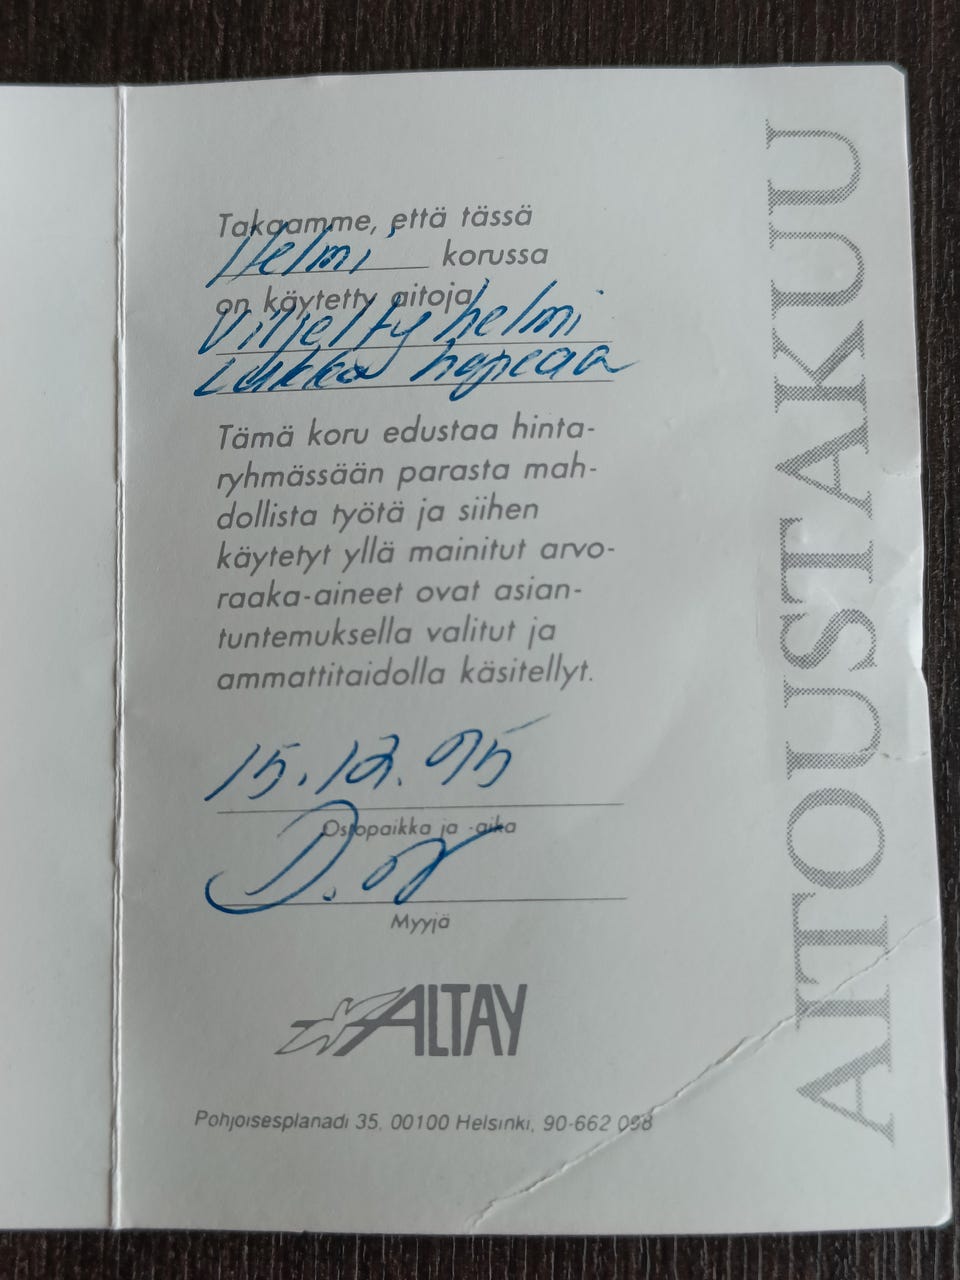 Takaamme, että tässä
Helmi korussa
on käytetty aitoja
Viljelty helmi
Lukko hopeaa
Tämä koru edustaa hinta-
ryhmässään parasta mah-
dollista työtä ja siihen
käytetyt yllä mainitut arvo-
raaka-aineet ovat asian-
tuntemuksella valitut ja
ammattitaidolla käsitellyt.
15.12.95
Ostopaikka ja -aika
Myyjä
ALTAY
Pohjoisesplanadi 35, 00100 Helsinki, 90-662 098
AITOUSTAKUU